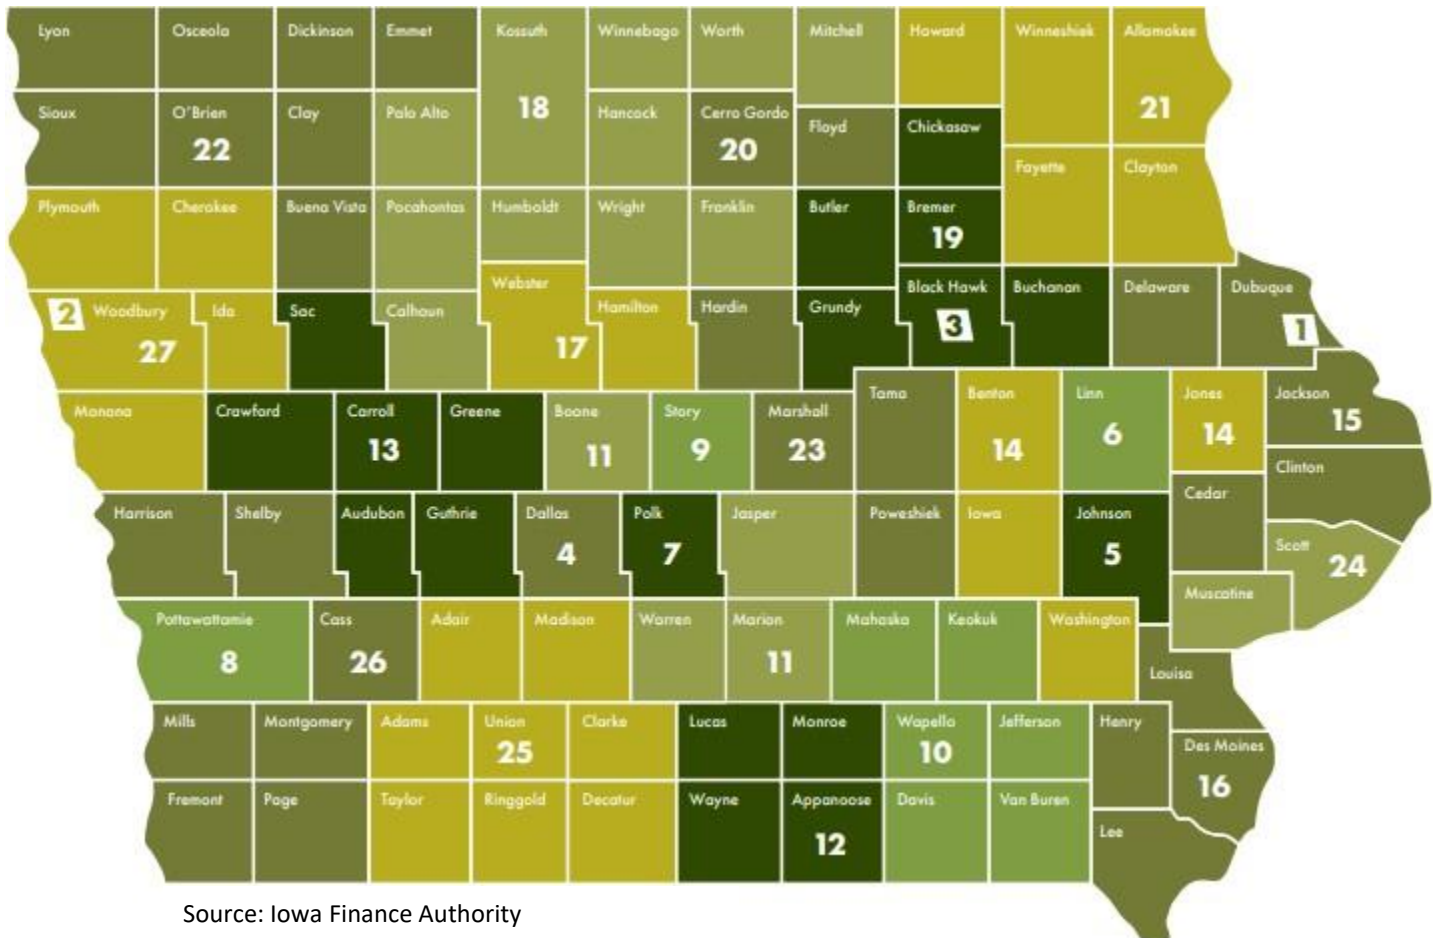 Lyon Osceola Dickinson Emmet Kossuth Winnebago Worth Mitchell Howard Winneshiek Allamakee
18 21
Sioux O'Brien Clay Palo Alto Hancock Cerro Gordo Floyd Chickasaw
22 20
Fayette Clayton
Plymouth Cherokee Buena Vista Pocahontas Humboldt Wright Franklin Butler Bremer
19
2 Woodbury Ida Sac Calhoun Webster Hamilton Hardin Grundy Black Hawk Buchanan Delaware Dubuque
27 17 3 1
Monona Crawford Carroll Greene Boone Story Marshall Tama Benton Linn Jones Jackson
13 11 9 23 14 6 14 15
Clinton
Harrison Shelby Audubon Guthrie Dallas Polk Jasper Poweshiek Iowa Johnson Cedar
4 7 5
Scott 24
Muscatine
Pottawattamie Cass Adair Madison Warren Marion Mahaska Keokuk Washington
8 26 11
Louisa
Mills Montgomery Adams Union Clarke Lucas Monroe Wapello Jefferson Henry
25 10
Des Moines
16
Fremont Page Taylor Ringgold Decatur Wayne Appanoose Davis Van Buren
12
Lee
Source: Iowa Finance Authority